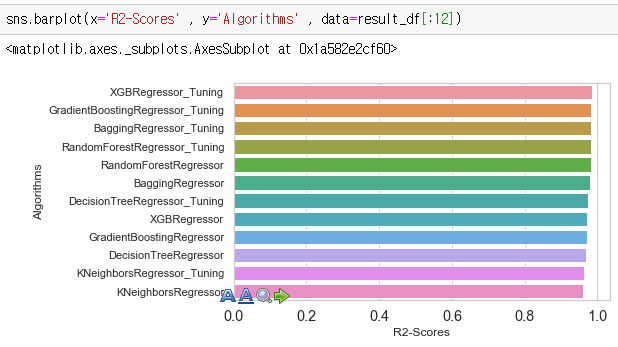 sns.barplot(x='R2-Scores' , y='Algorithms' , data=result_df[:12])
<matplotlib.axes._subplots.AxesSubplot at 0x1a582e2cf60>
XGBRegressor_Tuning
GradientBoostingRegressor_Tuning
BaggingRegressor_Tuning
RandomForestRegressor_Tuning
RandomForestRegressor
BaggingRegressor
DecisionTreeRegressor_Tuning
XGBRegressor
GradientBoostingRegressor
DecisionTreeRegressor
KNeighborsRegressor_Tuning
KNeighborsRegressor
Algorithms
0.0 0.2 0.4 0.6 0.8 1.0
R2-Scores